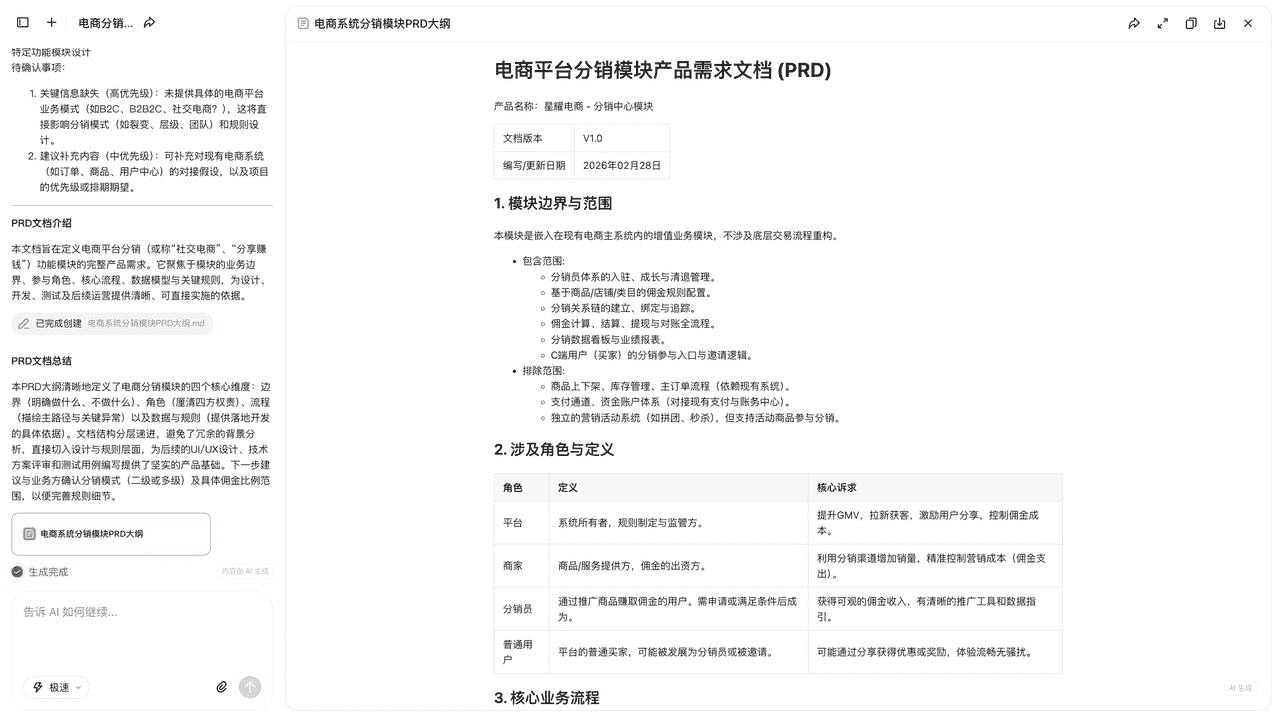 电商分销...
特定功能模块设计
待确认事项：
1. 关键信息缺失（高优先级）：未提供具体的电商平台
业务模式（如B2C、B2B2C、社交电商？），这将直
接影响分销模式（如裂变、层级、团队）和规则设
计。
2. 建议补充内容（中优先级）：可补充对现有电商系统
（如订单、商品、用户中心）的对接假设，以及项目
的优先级或排期期望。
PRD文档介绍
本文档旨在定义电商平台分销（或称“社交电商”、“分享赚
钱”）功能模块的完整产品需求。它聚焦于模块的业务边
界、参与角色、核心流程、数据模型与关键规则，为设计、
开发、测试及后续运营提供清晰、可直接实施的依据。
已完成创建 电商系统分销模块PRD大纲.md
PRD文档总结
本PRD大纲清晰地定义了电商分销模块的四个核心维度：边
界（明确做什么、不做什么）、角色（厘清四方权责）、流程
（描绘主路径与关键异常）以及数据与规则（提供落地开发
的具体依据）。文档结构分层递进，避免了冗余的背景分
析，直接切入设计与规则层面，为后续的UI/UX设计、技术
方案评审和测试用例编写提供了坚实的产品基础。下一步建
议与业务方确认分销模式（二级或多级）及具体佣金比例范
围，以便完善规则细节。
电商系统分销模块PRD大纲
生成完成
内容由 AI 生成
告诉 AI 如何继续...
极速
电商系统分销模块PRD大纲
电商平台分销模块产品需求文档 (PRD)
产品名称：星耀电商 - 分销中心模块
文档版本 V1.0
编写/更新日期 2026年02月28日
1. 模块边界与范围
本模块是嵌入在现有电商主系统内的增值业务模块，不涉及底层交易流程重构。
• 包含范围:
◦ 分销员体系的入驻、成长与清退管理。
◦ 基于商品/店铺/类目的佣金规则配置。
◦ 分销关系链的建立、绑定与追踪。
◦ 佣金计算、结算、提现与对账全流程。
◦ 分销数据看板与业绩报表。
◦ C端用户（买家）的分销参与入口与邀请逻辑。
• 排除范围:
◦ 商品上下架、库存管理、主订单流程（依赖现有系统）。
◦ 支付通道、资金账户体系（对接现有支付与账务中心）。
◦ 独立的营销活动系统（如拼团、秒杀），但支持活动商品参与分销。
2. 涉及角色与定义
角色 定义 核心诉求
平台 系统所有者，规则制定与监管方。 提升GMV，拉新获客，激励用户分享，控制佣金成
本。
商家 商品/服务提供方，佣金的出资方。 利用分销渠道增加销量，精准控制营销成本（佣金支
出）。
分销员 通过推广商品赚取佣金的用户。需申请或满足条件后成
为。 获得可观的佣金收入，有清晰的推广工具和数据指
引。
普通用
户 平台的普通买家，可能被发展为分销员或被邀请。 可能通过分享获得优惠或奖励，体验流畅无骚扰。
3. 核心业务流程
AI 生成